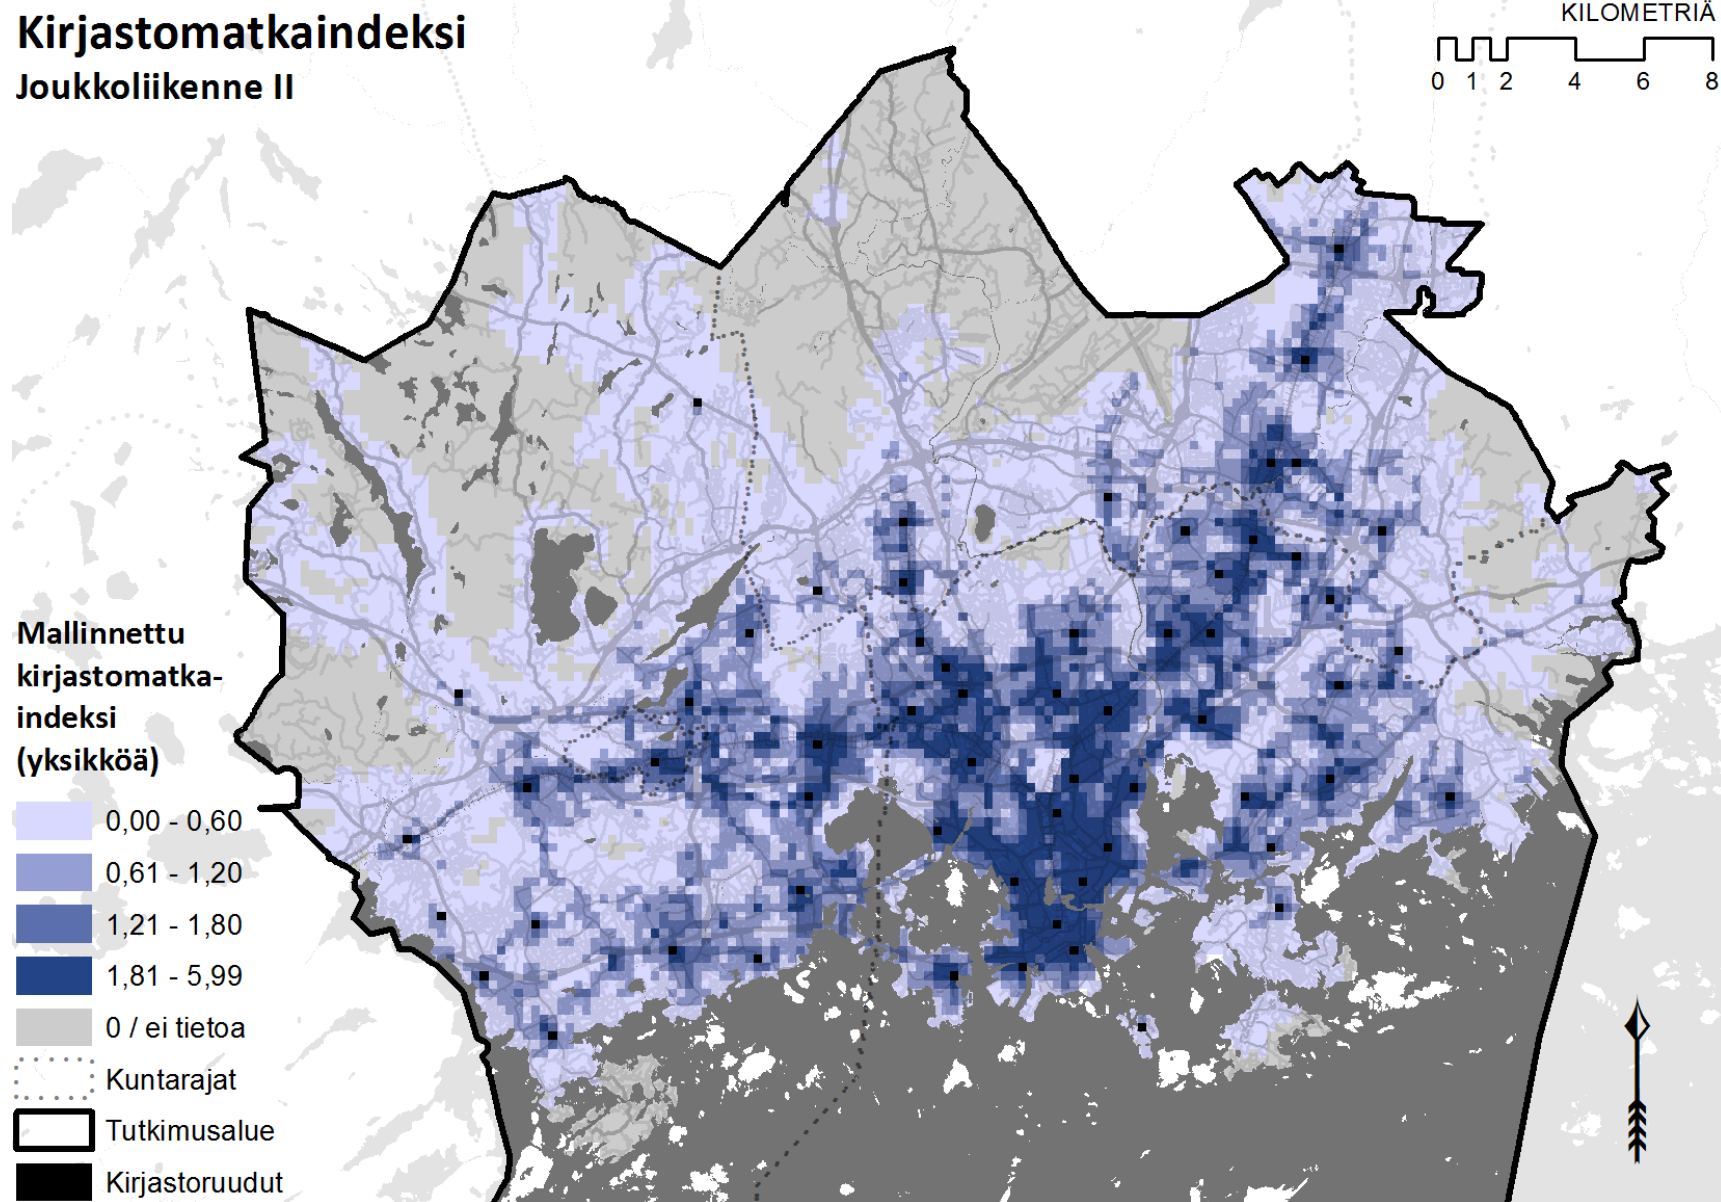 Kirjastomatkaindeksi
Joukkoliikenne II
KILOMETRIÄ
0 1 2 4 6 8
Mallinnettu
kirjastomatka-
indeksi
(yksikköä)
0,00 - 0,60
0,61 - 1,20
1,21 - 1,80
1,81 - 5,99
0 / ei tietoa
Kuntarajat
Tutkimusalue
Kirjastoruudut